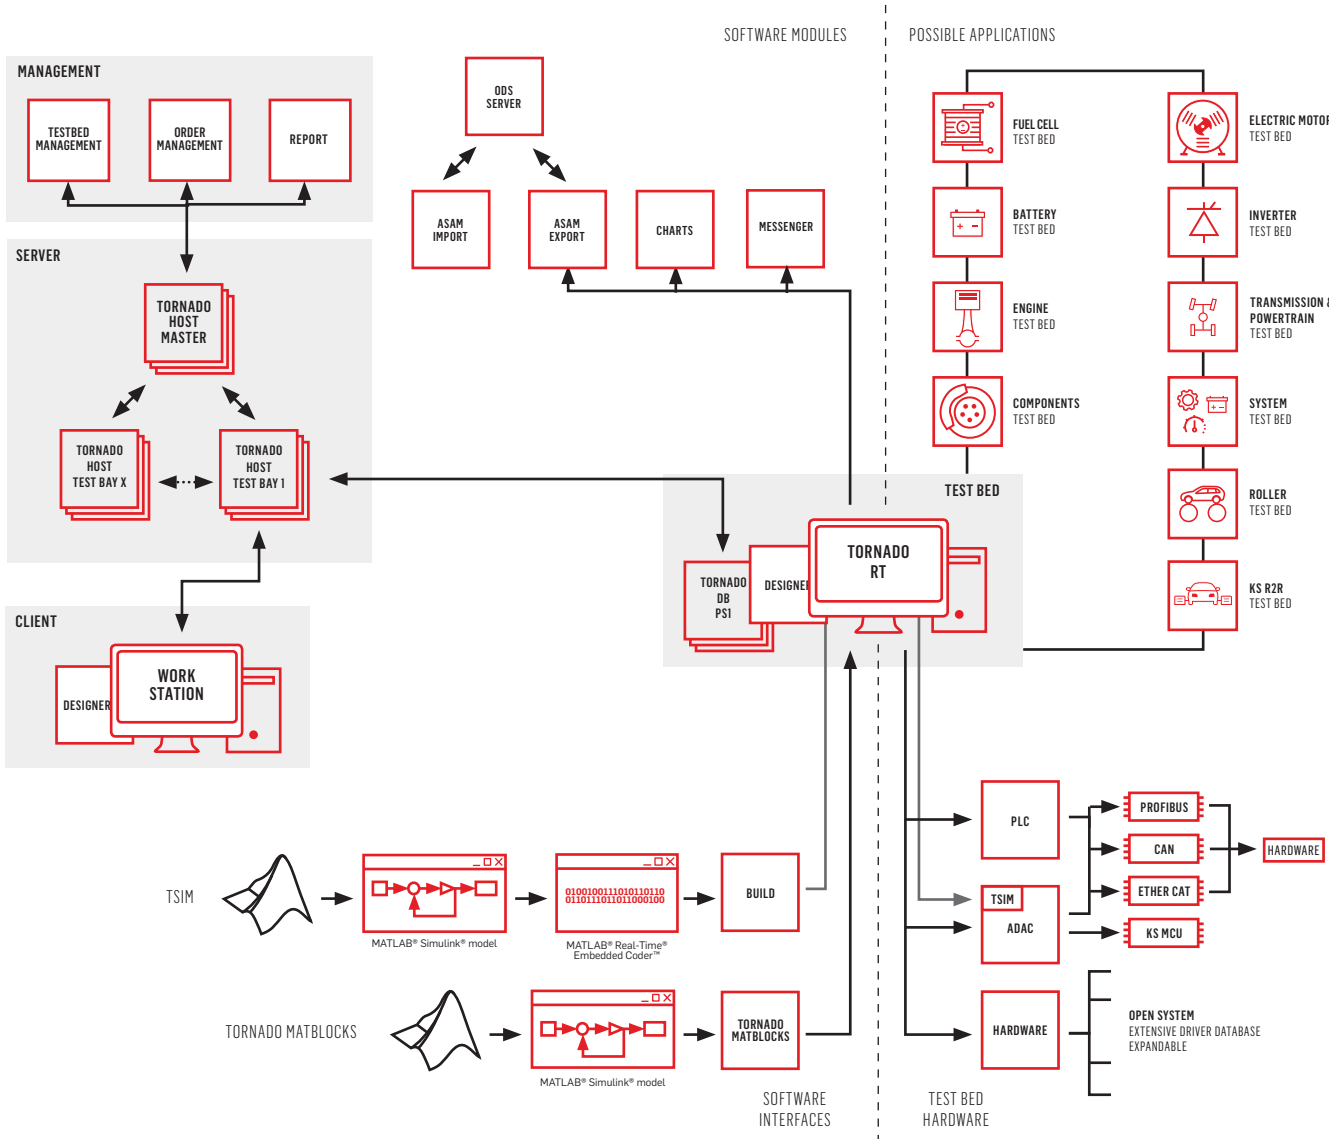 SOFTWARE MODULES
POSSIBLE APPLICATIONS
MANAGEMENT
TESTBED
MANAGEMENT
ORDER
MANAGEMENT
REPORT
ODS
SERVER
ASAM
IMPORT
ASAM
EXPORT
CHARTS
MESSENGER
FUEL CELL
TEST BED
BATTERY
TEST BED
ENGINE
TEST BED
COMPONENTS
TEST BED
ELECTRIC MOTOR
TEST BED
INVERTER
TEST BED
TRANSMISSION &
POWERTRAIN
TEST BED
SYSTEM
TEST BED
ROLLER
TEST BED
KS R2R
TEST BED
SERVER
TORNADO
HOST
MASTER
TORNADO
HOST
TEST BAY X
TORNADO
HOST
TEST BAY 1
TEST BED
TORNADO
DB
PS1
DESIGNER
TORNADO
RT
CLIENT
DESIGNER
WORK
STATION
TSIM
MATLAB® Simulink® model
0100100111010110110
0110111011011000100
MATLAB® Real-Time®
Embedded Coder™
BUILD
TORNADO MATBLOCKS
MATLAB® Simulink® model
TORNADO
MATBLOCKS
PLC
TSIM
ADAC
HARDWARE
PROFIBUS
CAN
ETHER CAT
KS MCU
HARDWARE
OPEN SYSTEM
EXTENSIVE DRIVER DATABASE
EXPANDABLE
SOFTWARE
INTERFACES
TEST BED
HARDWARE